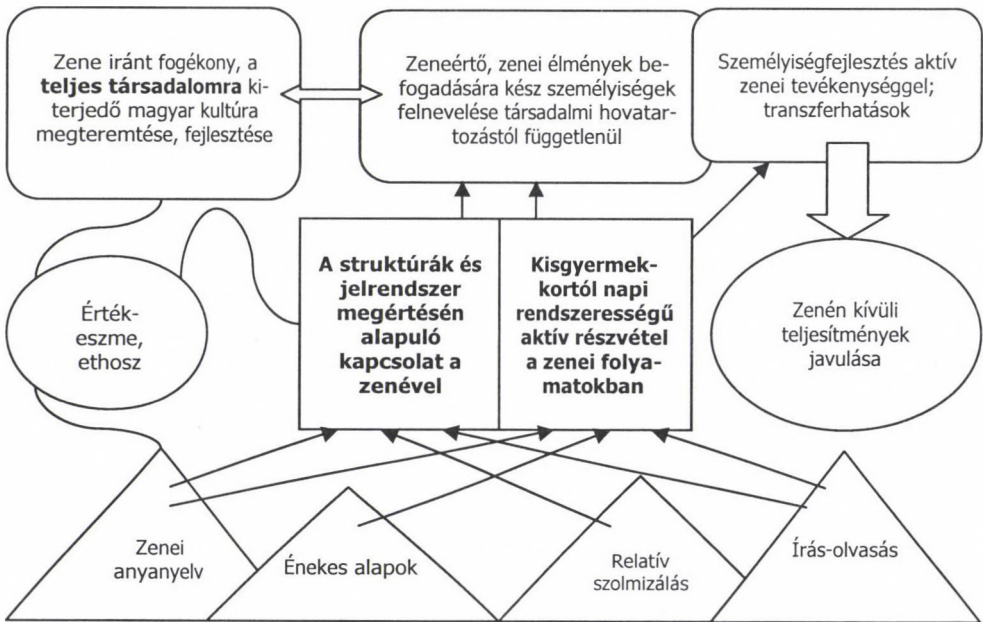 Zene iránt fogékony, a
teljes társadalomra ki-
terjedő magyar kultúra
megteremtése, fejlesztése
Zeneértő, zenei élmények be-
fogadására kész személyiségek
felnevelése társadalmi hovatar-
tozástól függetlenül
Személyiségfejlesztés aktív
zenei tevékenységgel;
transzferhatások
Érték-
eszme,
ethosz
A struktúrák és
jelrendszer
megértésén
alapuló
kapcsolat a
zenével
Kisgyermek-
kortól napi
rendszerességű
aktív részvétel
a zenei folya-
matokban
Zenén kívüli
teljesítmények
javulása
Zenei
anyanyelv
Énekes alapok
Relatív
szolmizálás
Írás-olvasás